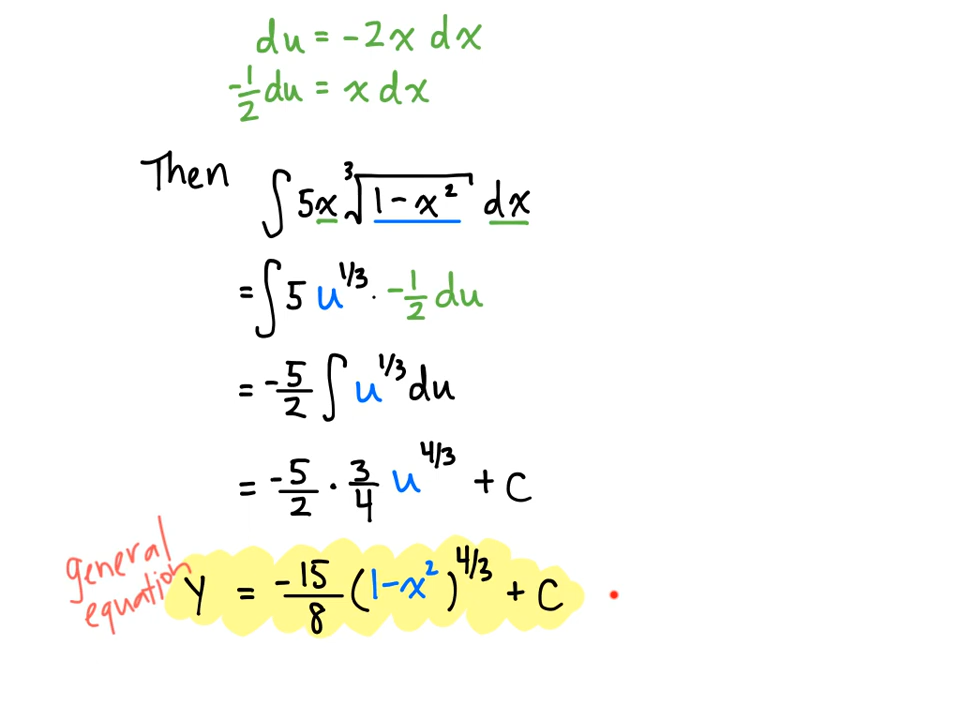 du = -2x dx
-1/2 du = x dx
Then ∫ 5x ∛(1-x²) dx
= ∫ 5 u^1/3 · -1/2 du
= -5/2 ∫ u^1/3 du
= -5/2 · 3/4 u^4/3 + C
general equation
y = -15/8 (1-x²)^4/3 + C